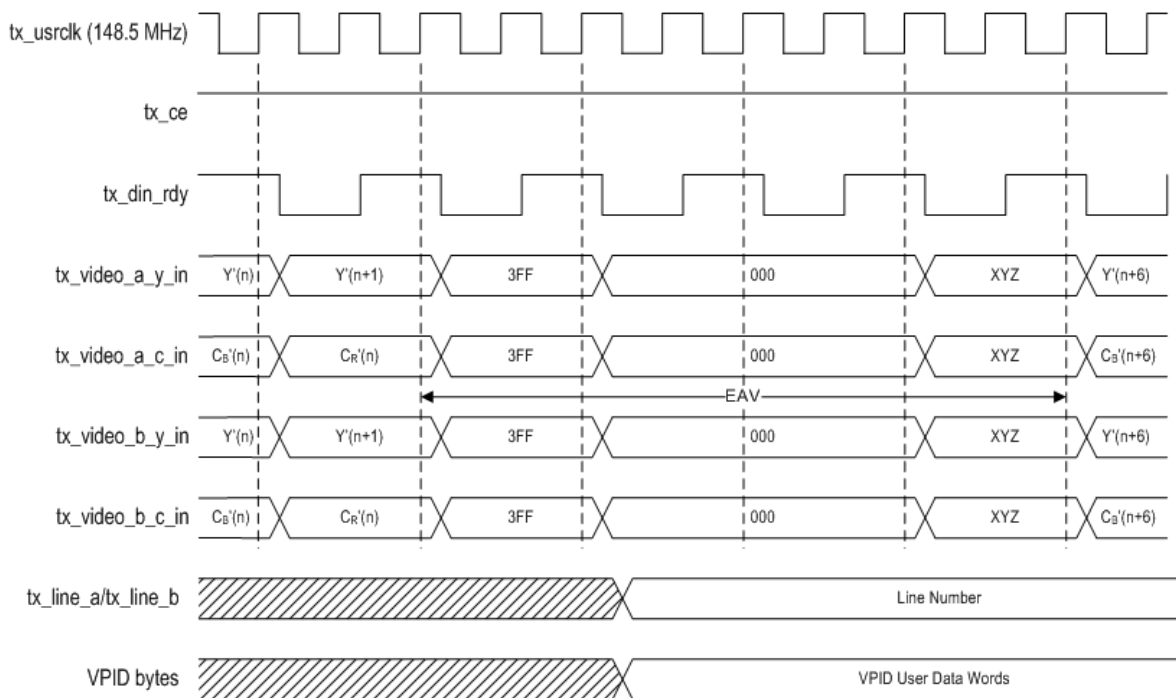 tx_usrclk (148.5 MHz)
tx_ce
tx_din_rdy
tx_video_a_y_in Y'(n) Y'(n+1) 3FF 000 XYZ Y'(n+6)
tx_video_a_c_in CB'(n) CR'(n) 3FF 000 XYZ CB'(n+6)
EAV
tx_video_b_y_in Y'(n) Y'(n+1) 3FF 000 XYZ Y'(n+6)
tx_video_b_c_in CB'(n) CR'(n) 3FF 000 XYZ CB'(n+6)
tx_line_a/tx_line_b Line Number
VPID bytes VPID User Data Words